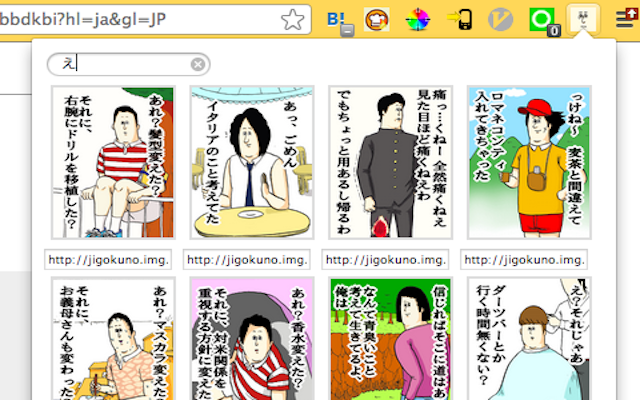 bbdkbi?hl=ja&gl=JP
B!
0
え
あれ?髪型変えた?
それに、
右腕にドリルを移植した?
あっ、ごめん
イタリアのこと考えてた
痛っ…くねー全然痛くねえ
見た目ほど痛くねえわ
でもちょっと用あるし帰るわ
っけね〜 麦茶と間違えて
ロマネコンティ
入れてきちゃった
http://jigokuno.img.
http://jigokuno.img.
http://jigokuno.img.
http://jigokuno.img.
あれ?マスカラ変えた?
それに、
お義母さんも変わった?
あれ?香水変えた?
それに、対米関係を
重視する方針に変えた
信じればそこに道はあ
なんて青臭いこと
考えて生きてるよ、
俺は
え?それじゃあ
ダーツバーとか
行く時間無くない?